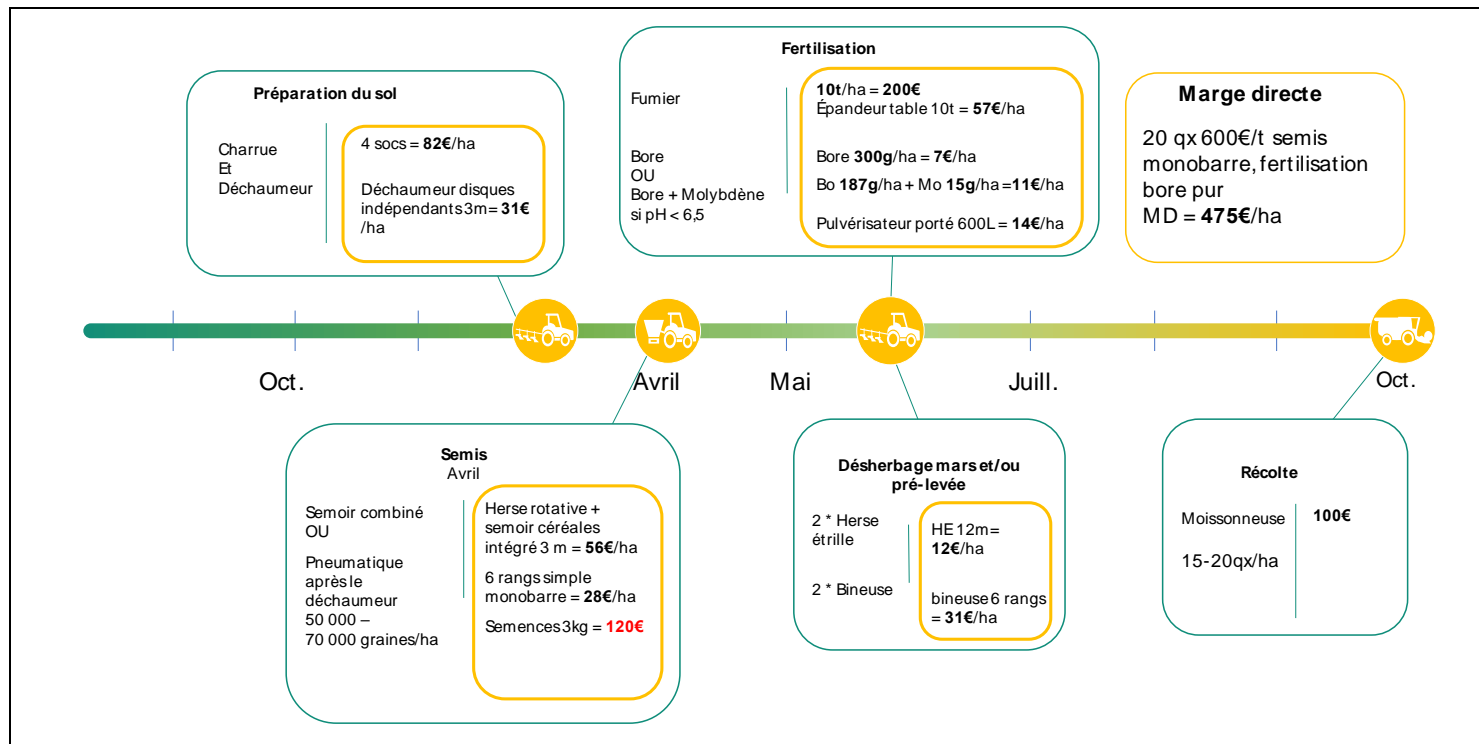 Préparation du sol
Charrue
Et
Déchaumeur
4 socs = 82€/ha
Déchaumeur disques
indépendants 3m = 31€
/ha
Fertilisation
Fumier
Bore
OU
Bore + Molybdène
si pH < 6,5
10t/ha = 200€
Épandeur table 10t = 57€/ha
Bore 300g/ha = 7€/ha
Bo 187g/ha + Mo 15g/ha =11€/ha
Pulvérisateur porté 600L = 14€/ha
Marge directe
20 qx 600€/t semis
monobarre, fertilisation
bore pur
MD = 475€/ha
Oct.
Avril
Mai
Juill.
Oct.
Semis
Avril
Semoir combiné
OU
Pneumatique
après le
déchaumeur
50 000 –
70 000 graines/ha
Herse rotative +
semoir céréales
intégré 3 m = 56€/ha
6 rangs simple
monobarre = 28€/ha
Semences 3kg = 120€
Désherbage mars et/ou
pré-levée
2 * Herse
étrille
2 * Bineuse
HE 12m =
12€/ha
bineuse 6 rangs
= 31€/ha
Récolte
Moissonneuse
15-20qx/ha
100€